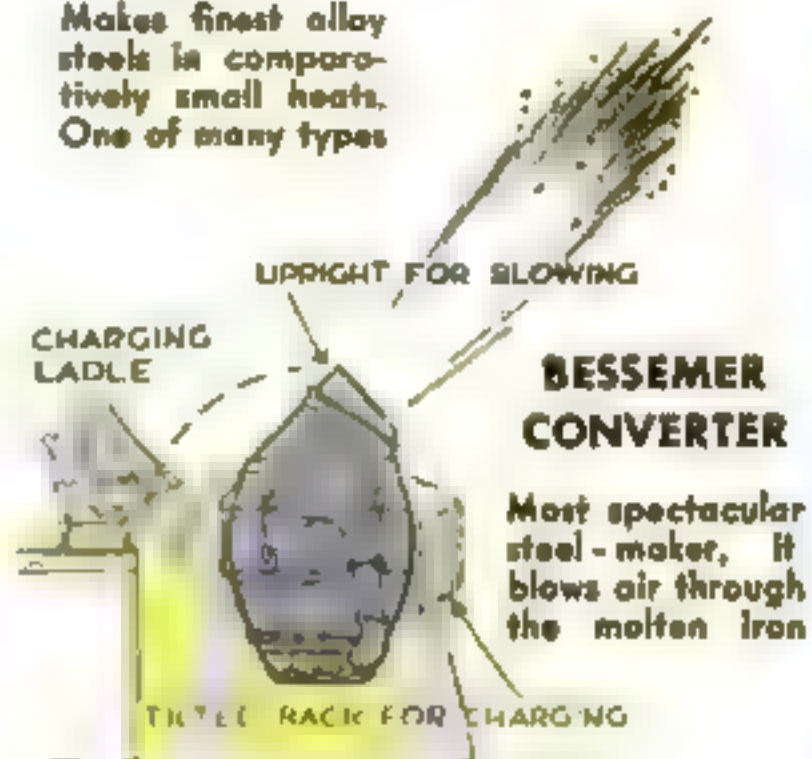 Makes finest alloy
steels in compara-
tively small heats.
One of many types
UPRIGHT FOR BLOWING
CHARGING
LADLE
BESSEMER
CONVERTER
Most spectacular
steel - maker, it
blows air through
the molten iron
TILTED BACK FOR CHARGING